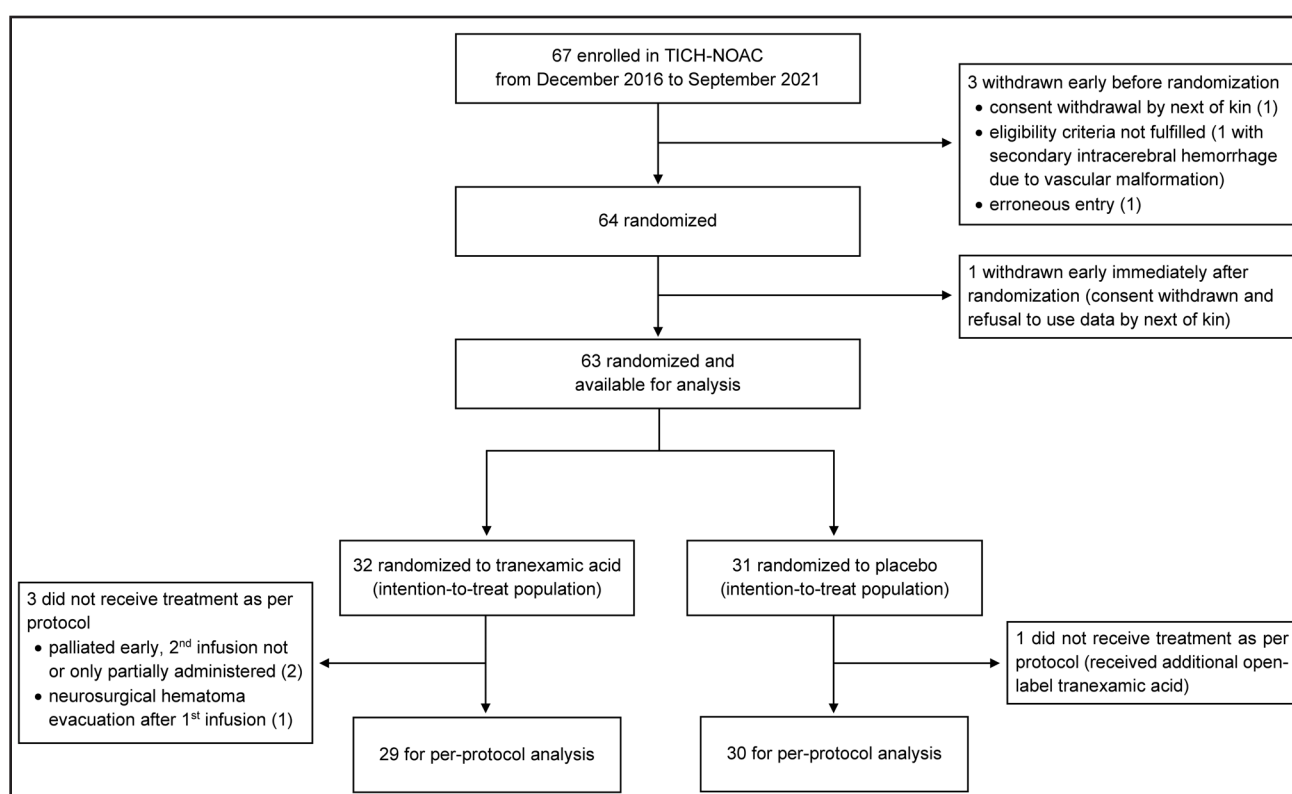 67 enrolled in TICH-NOAC
from December 2016 to September 2021
3 withdrawn early before randomization
• consent withdrawal by next of kin (1)
• eligibility criteria not fulfilled (1 with
secondary intracerebral hemorrhage
due to vascular malformation)
• erroneous entry (1)
64 randomized
1 withdrawn early immediately after
randomization (consent withdrawn and
refusal to use data by next of kin)
63 randomized and
available for analysis
32 randomized to tranexamic acid
(intention-to-treat population)
31 randomized to placebo
(intention-to-treat population)
3 did not receive treatment as per
protocol
• palliated early, 2nd infusion not
or only partially administered (2)
• neurosurgical hematoma
evacuation after 1st infusion (1)
1 did not receive treatment as per
protocol (received additional open-
label tranexamic acid)
29 for per-protocol analysis
30 for per-protocol analysis